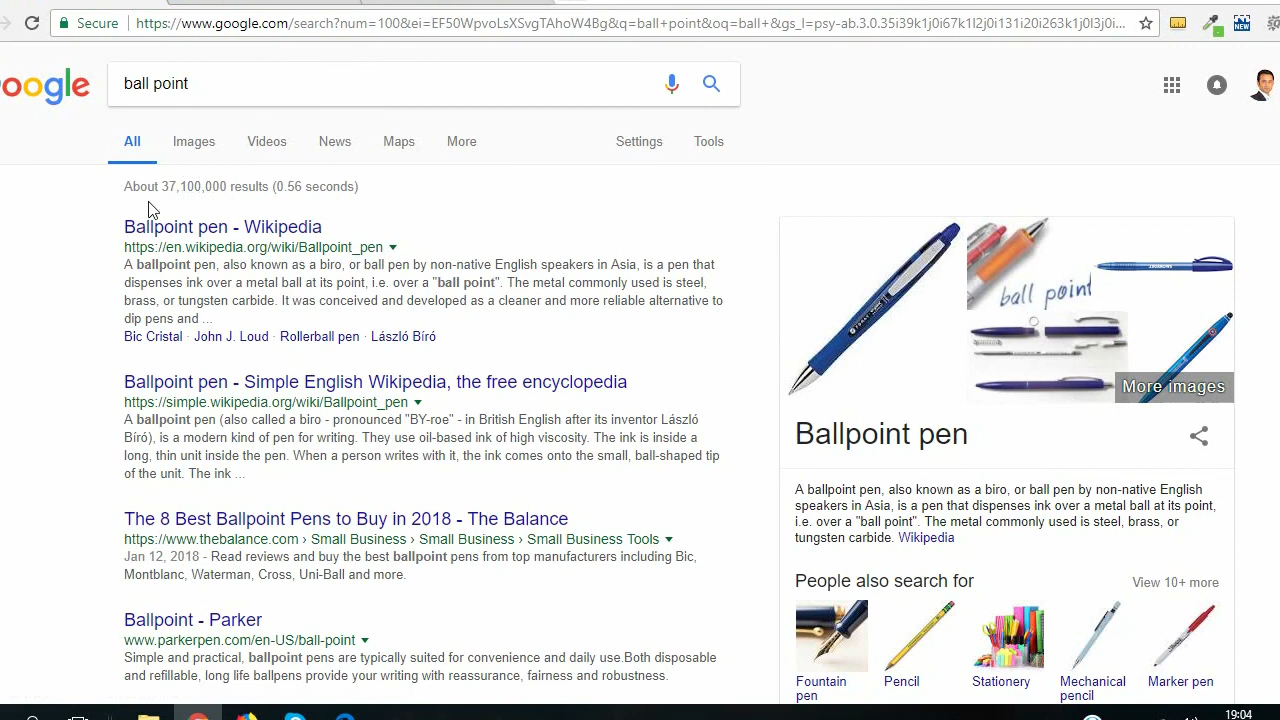 Secure https://www.google.com/search?num=100&ei=EF50WpvoLsXSvqTAhoW4Bg&q=ball+point+&oq=ball+&gs_l=psy-ab.3.0.35i39k1j0i67k1l2j0i131i20i263k1j0l3j0i1...
NEW
oogle
ball point
All Images Videos News Maps More Settings Tools
About 37,100,000 results (0.56 seconds)
Ballpoint pen - Wikipedia
https://en.wikipedia.org/wiki/Ballpoint_pen
A ballpoint pen, also known as a biro, or ball pen by non-native English speakers in Asia, is a pen that
dispenses ink over a metal ball at its point, i.e. over a "ball point". The metal commonly used is steel,
brass, or tungsten carbide. It was conceived and developed as a cleaner and more reliable alternative to
dip pens and ...
Bic Cristal · John J. Loud · Rollerball pen · László Bíró
Ballpoint pen - Simple English Wikipedia, the free encyclopedia
https://simple.wikipedia.org/wiki/Ballpoint_pen
A ballpoint pen (also called a biro - pronounced "BY-roe" - in British English after its inventor László
Bíró), is a modern kind of pen for writing. They use oil-based ink of high viscosity. The ink is inside a
long, thin unit inside the pen. When a person writes with it, the ink comes onto the small, ball-shaped tip
of the unit. The ink ...
The 8 Best Ballpoint Pens to Buy in 2018 - The Balance
https://www.thebalance.com › Small Business › Small Business › Small Business Tools
Jan 12, 2018 - Read reviews and buy the best ballpoint pens from top manufacturers including Bic,
Montblanc, Waterman, Cross, Uni-Ball and more.
Ballpoint - Parker
www.parkerpen.com/en-US/ball-point
Simple and practical, ballpoint pens are typically suited for convenience and daily use.Both disposable
and refillable, long life ballpens provide your writing with reassurance, fairness and robustness.
ball point
More images
Ballpoint pen
A ballpoint pen, also known as a biro, or ball pen by non-native English
speakers in Asia, is a pen that dispenses ink over a metal ball at its point,
i.e. over a "ball point". The metal commonly used is steel, brass, or
tungsten carbide. Wikipedia
People also search for View 10+ more
Fountain pen
Pencil
Stationery
Mechanical pencil
Marker pen
19:04